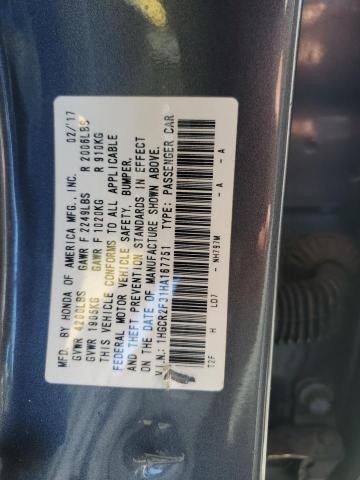 MFD. BY HONDA OF AMERICA MFG., INC. 02/'17
GVWR 4200LBS GAWR F 2249LBS R 2006LBS
GVWR 1905KG GAWR F 1020KG R 910KG
THIS VEHICLE CONFORMS TO ALL APPLICABLE
FEDERAL MOTOR VEHICLE SAFETY, BUMPER,
AND THEFT PREVENTION STANDARDS IN EFFECT
ON THE DATE OF MANUFACTURE SHOWN ABOVE.
V.I.N.: 1HGCR2F31HA167751 TYPE: PASSENGER CAR
NH797M - A
T2F H LD7 - A